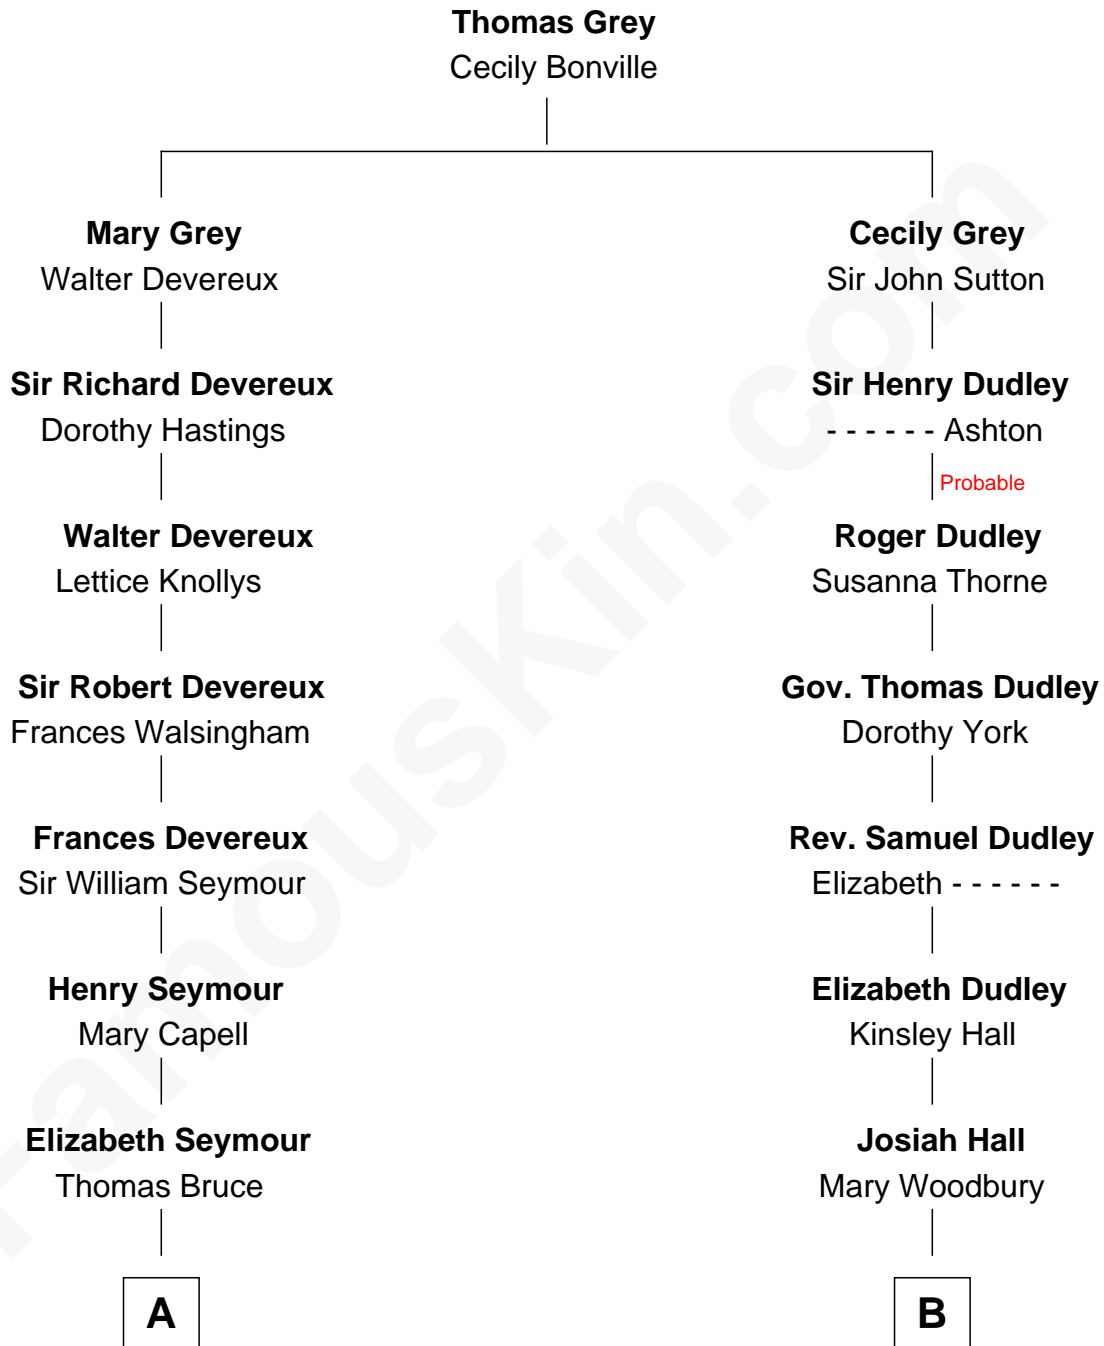 Thomas Grey
Cecily Bonville
Mary Grey
Walter Devereux
Cecily Grey
Sir John Sutton
Sir Richard Devereux
Dorothy Hastings
Sir Henry Dudley
- - - - - - Ashton
Probable
Walter Devereux
Lettice Knollys
Roger Dudley
Susanna Thorne
Sir Robert Devereux
Frances Walsingham
Gov. Thomas Dudley
Dorothy York
Frances Devereux
Sir William Seymour
Rev. Samuel Dudley
Elizabeth - - - - - -
Henry Seymour
Mary Capell
Elizabeth Dudley
Kinsley Hall
Elizabeth Seymour
Thomas Bruce
Josiah Hall
Mary Woodbury
A
B
FamousKin.com